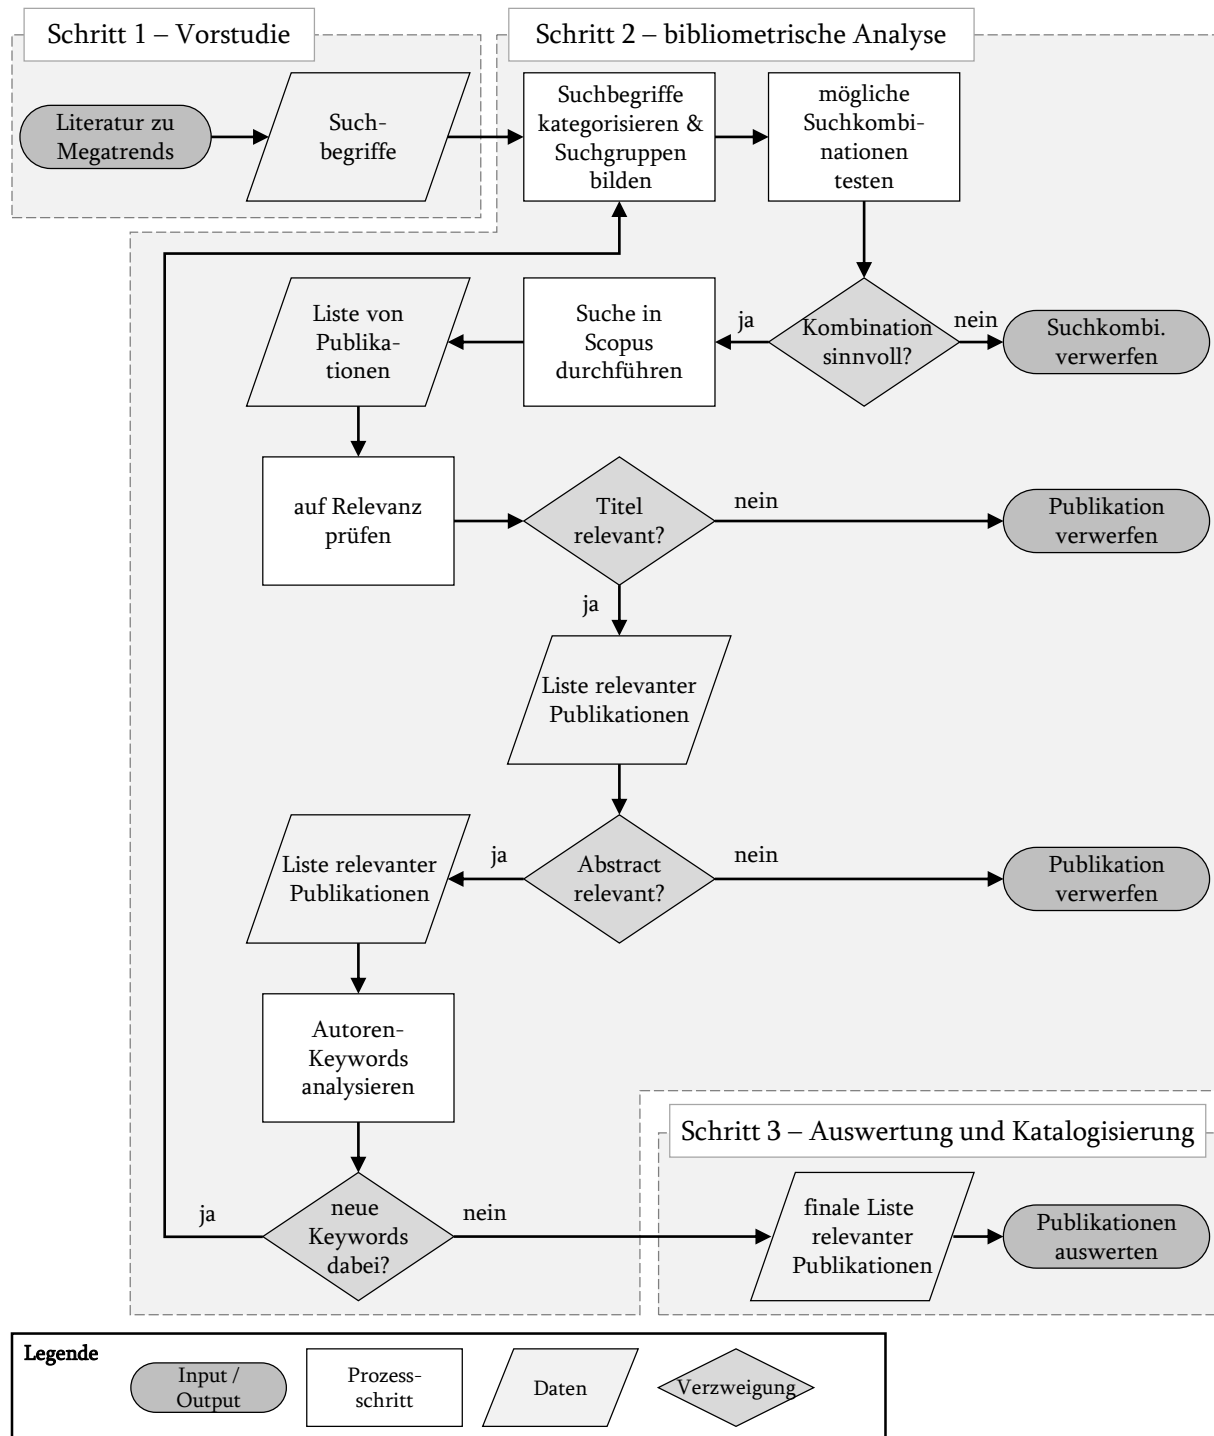 Schritt 1 – Vorstudie
Schritt 2 – bibliometrische Analyse
Literatur zu
Megatrends
Such-
begriffe
Suchbegriffe
kategorisieren &
Suchgruppen
bilden
mögliche
Suchkombi-
nationen
testen
Liste von
Publika-
tionen
Suche in
Scopus
durchführen
ja
Kombination
sinnvoll?
nein
Suchkombi.
verwerfen
auf Relevanz
prüfen
Titel
relevant?
nein
Publikation
verwerfen
ja
Liste relevanter
Publikationen
Liste relevanter
Publikationen
ja
Abstract
relevant?
nein
Publikation
verwerfen
Autoren-
Keywords
analysieren
Schritt 3 – Auswertung und Katalogisierung
ja
neue
Keywords
dabei?
nein
finale Liste
relevanter
Publikationen
Publikationen
auswerten
Legende
Input /
Output
Prozess-
schritt
Daten
Verzweigung